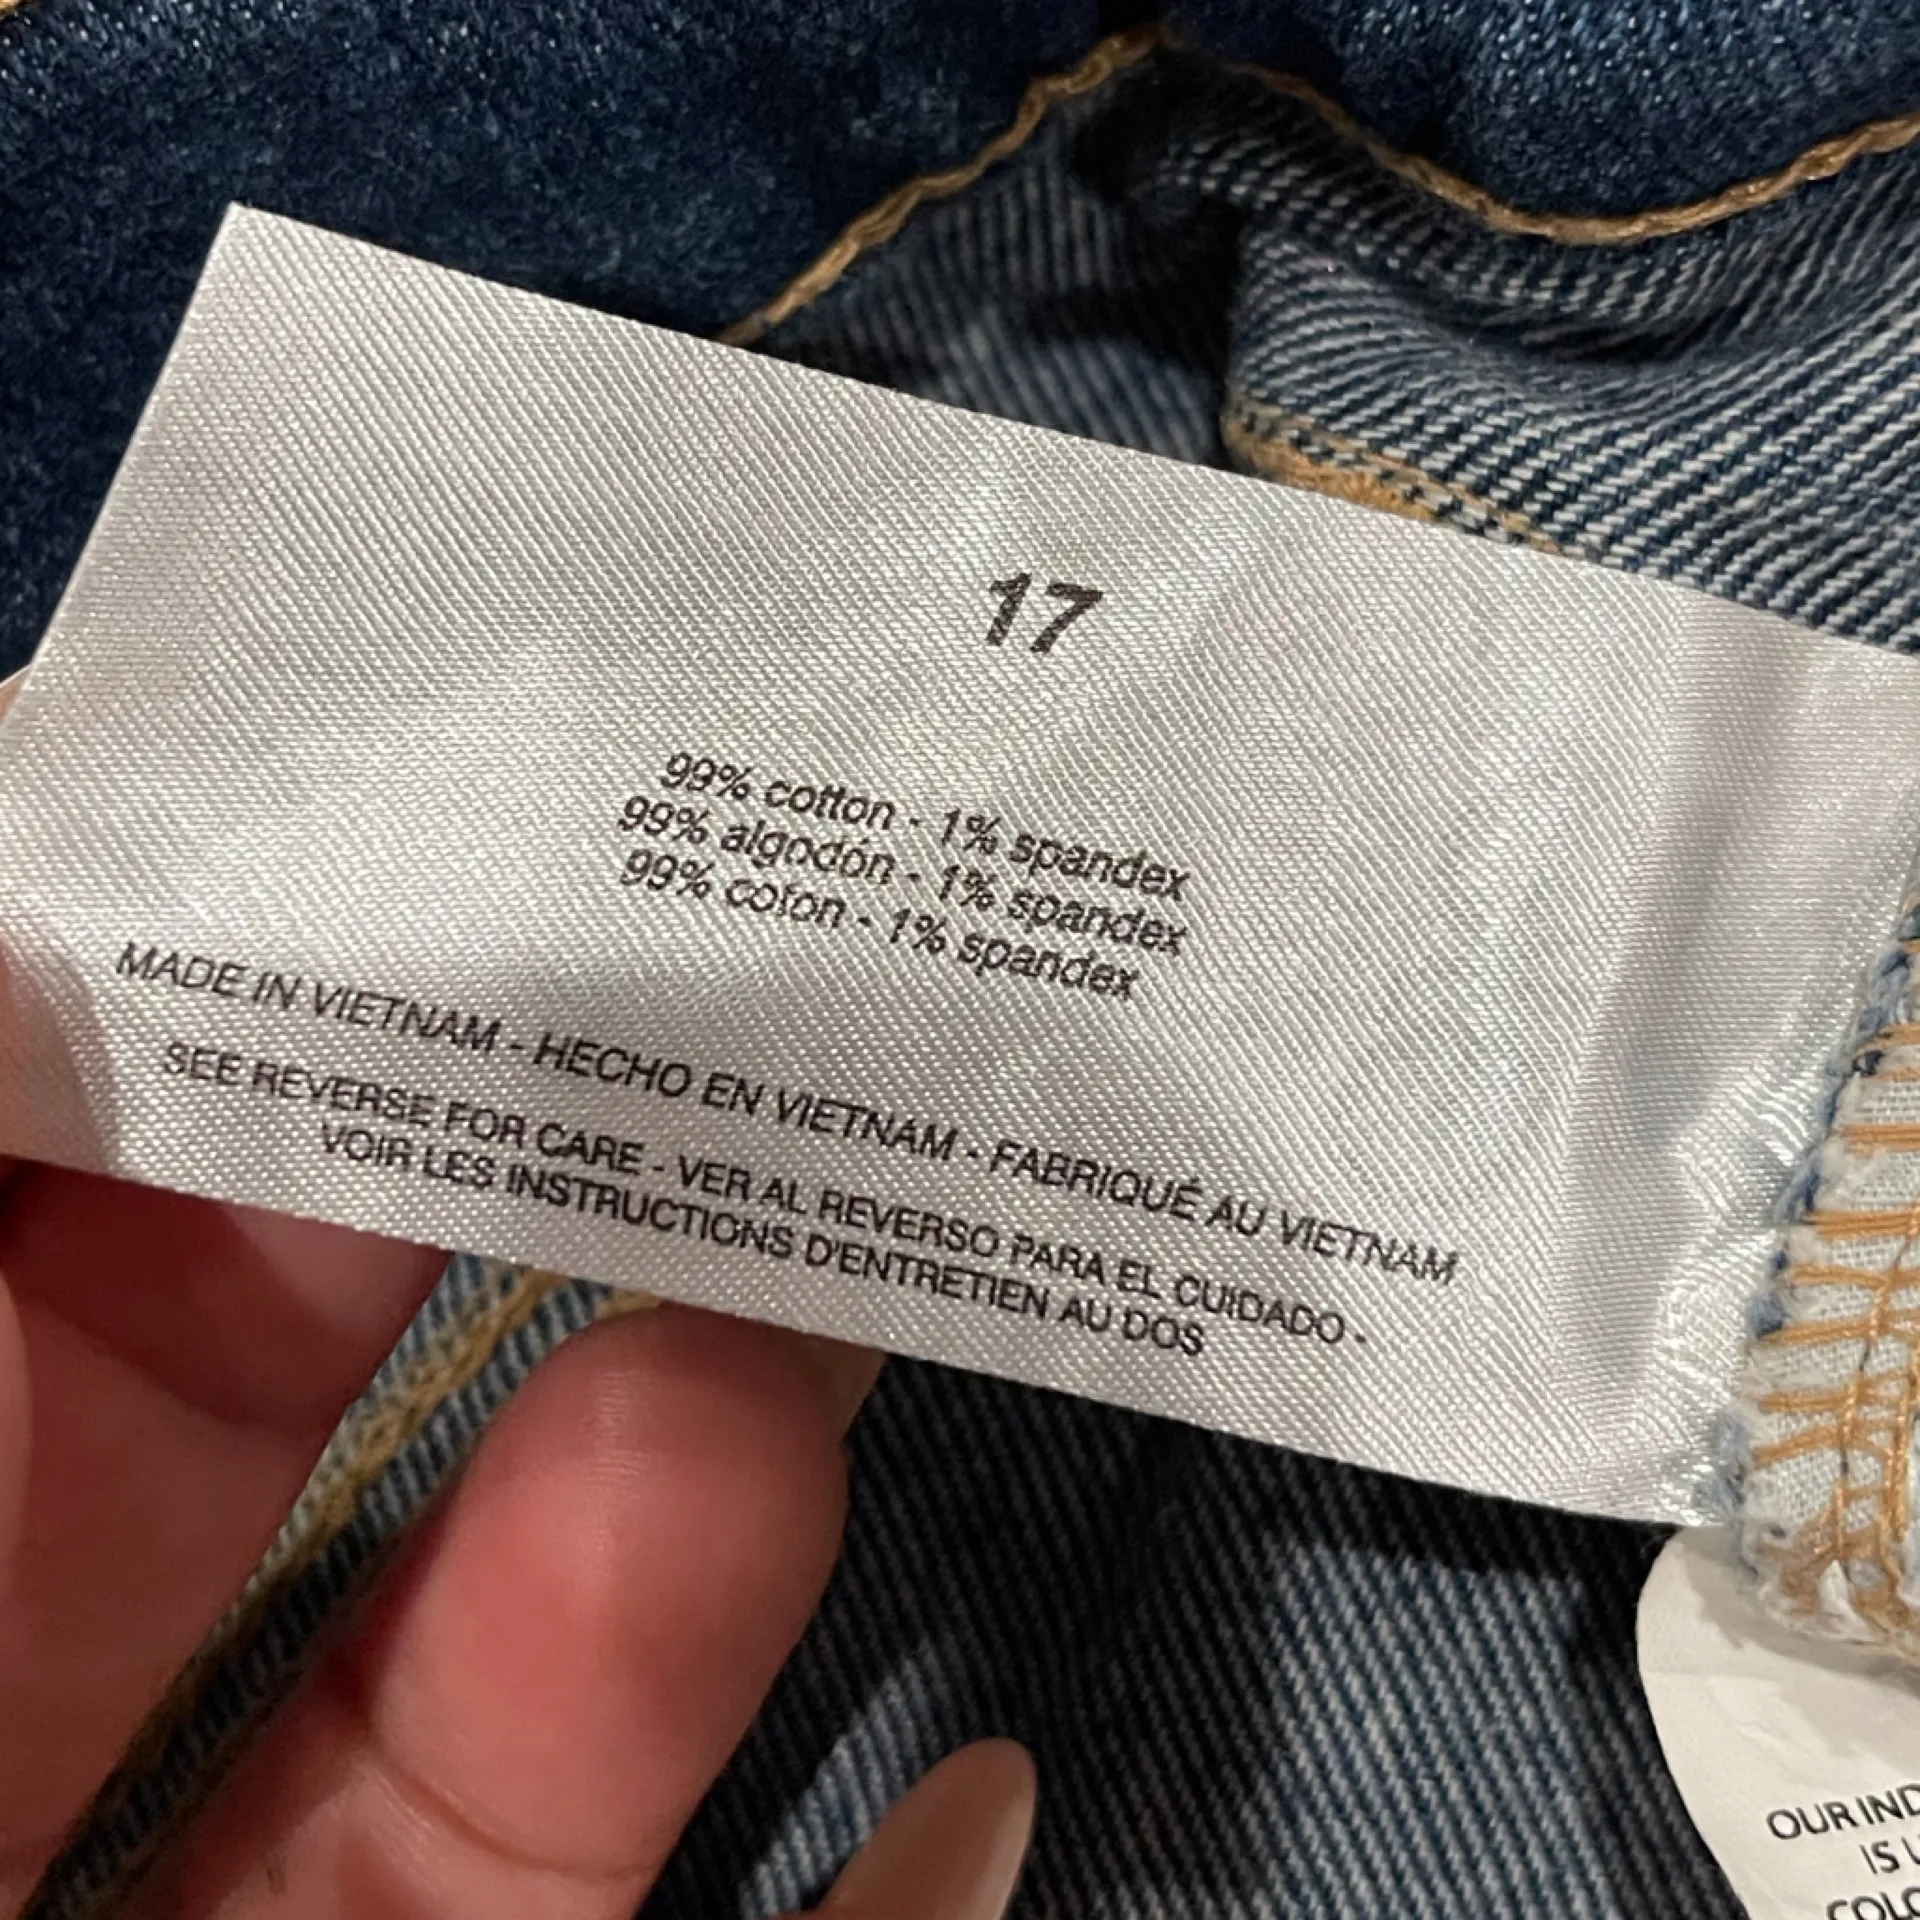 17
99% cotton - 1% spandex
99% algodón - 1% spandex
99% coton - 1% spandex
MADE IN VIETNAM - HECHO EN VIETNAM - FABRIQUÉ AU VIETNAM
SEE REVERSE FOR CARE - VER AL REVERSO PARA EL CUIDADO -
VOIR LES INSTRUCTIONS D'ENTRETIEN AU DOS
OUR
IS